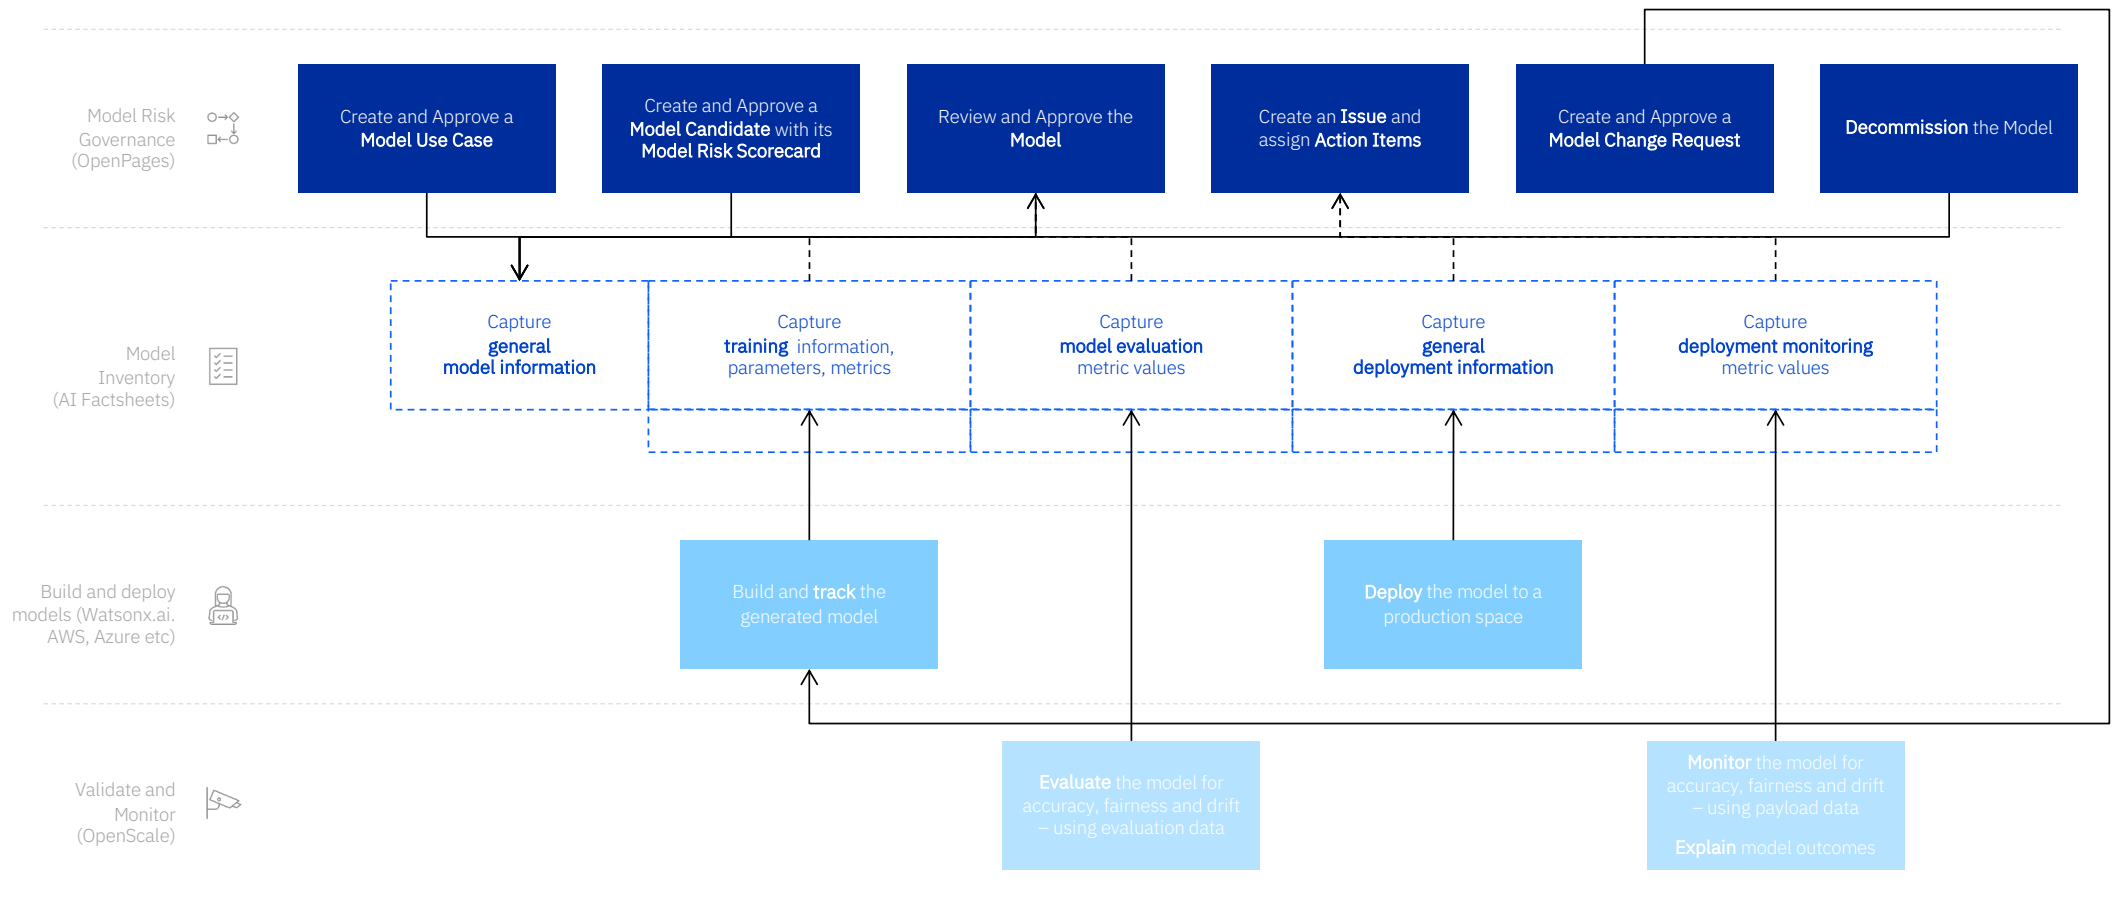 Model Risk
Governance
(OpenPages)
Create and Approve a
Model Use Case
Create and Approve a
Model Candidate with its
Model Risk Scorecard
Review and Approve the
Model
Create an Issue and
assign Action Items
Create and Approve a
Model Change Request
Decommission the Model
Model
Inventory
(AI Factsheets)
Capture
general
model information
Capture
training information,
parameters, metrics
Capture
model evaluation
metric values
Capture
general
deployment information
Capture
deployment monitoring
metric values
Build and deploy
models (Watsonx.ai.
AWS, Azure etc)
</>
Build and track the
generated model
Deploy the model to a
production space
Validate and
Monitor
(OpenScale)
Evaluate the model for
accuracy, fairness and drift
– using evaluation data
Monitor the model for
accuracy, fairness and drift
– using payload data
Explain model outcomes